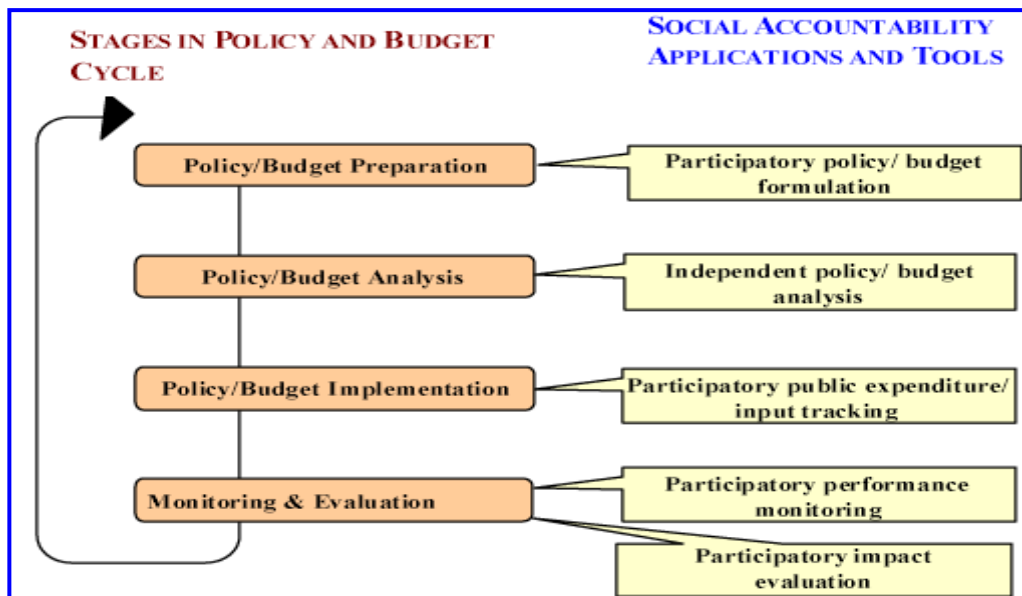 STAGES IN POLICY AND BUDGET
CYCLE
SOCIAL ACCOUNTABILITY
APPLICATIONS AND TOOLS
Policy/Budget Preparation
Participatory policy/ budget
formulation
Policy/Budget Analysis
Independent policy/ budget
analysis
Policy/Budget Implementation
Participatory public expenditure/
input tracking
Monitoring & Evaluation
Participatory performance
monitoring
Participatory impact
evaluation